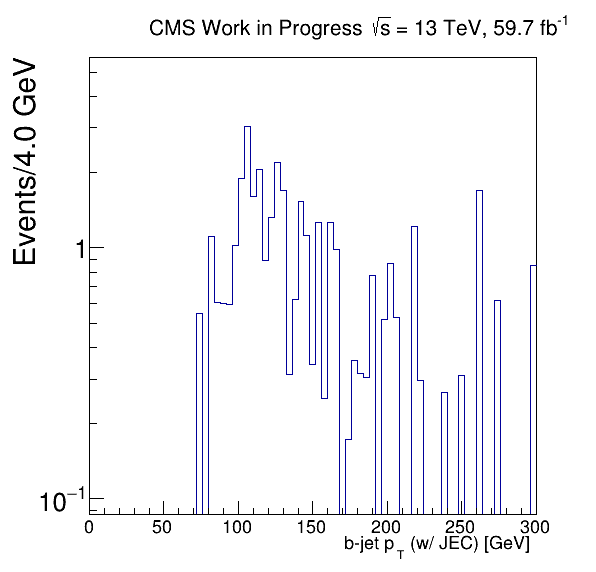 CMS Work in Progress √s = 13 TeV, 59.7 fb⁻¹
Events/4.0 GeV
1
10⁻¹
0 50 100 150 200 250 300
b-jet p_T (w/ JEC) [GeV]